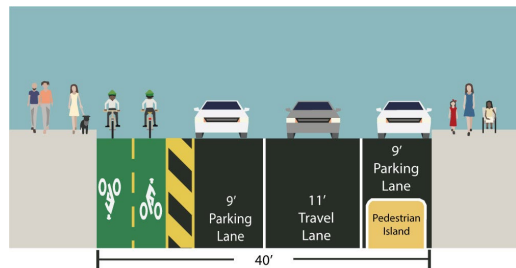 9'
Parking
Lane
11'
Travel
Lane
9'
Parking
Lane
Pedestrian
Island
40'